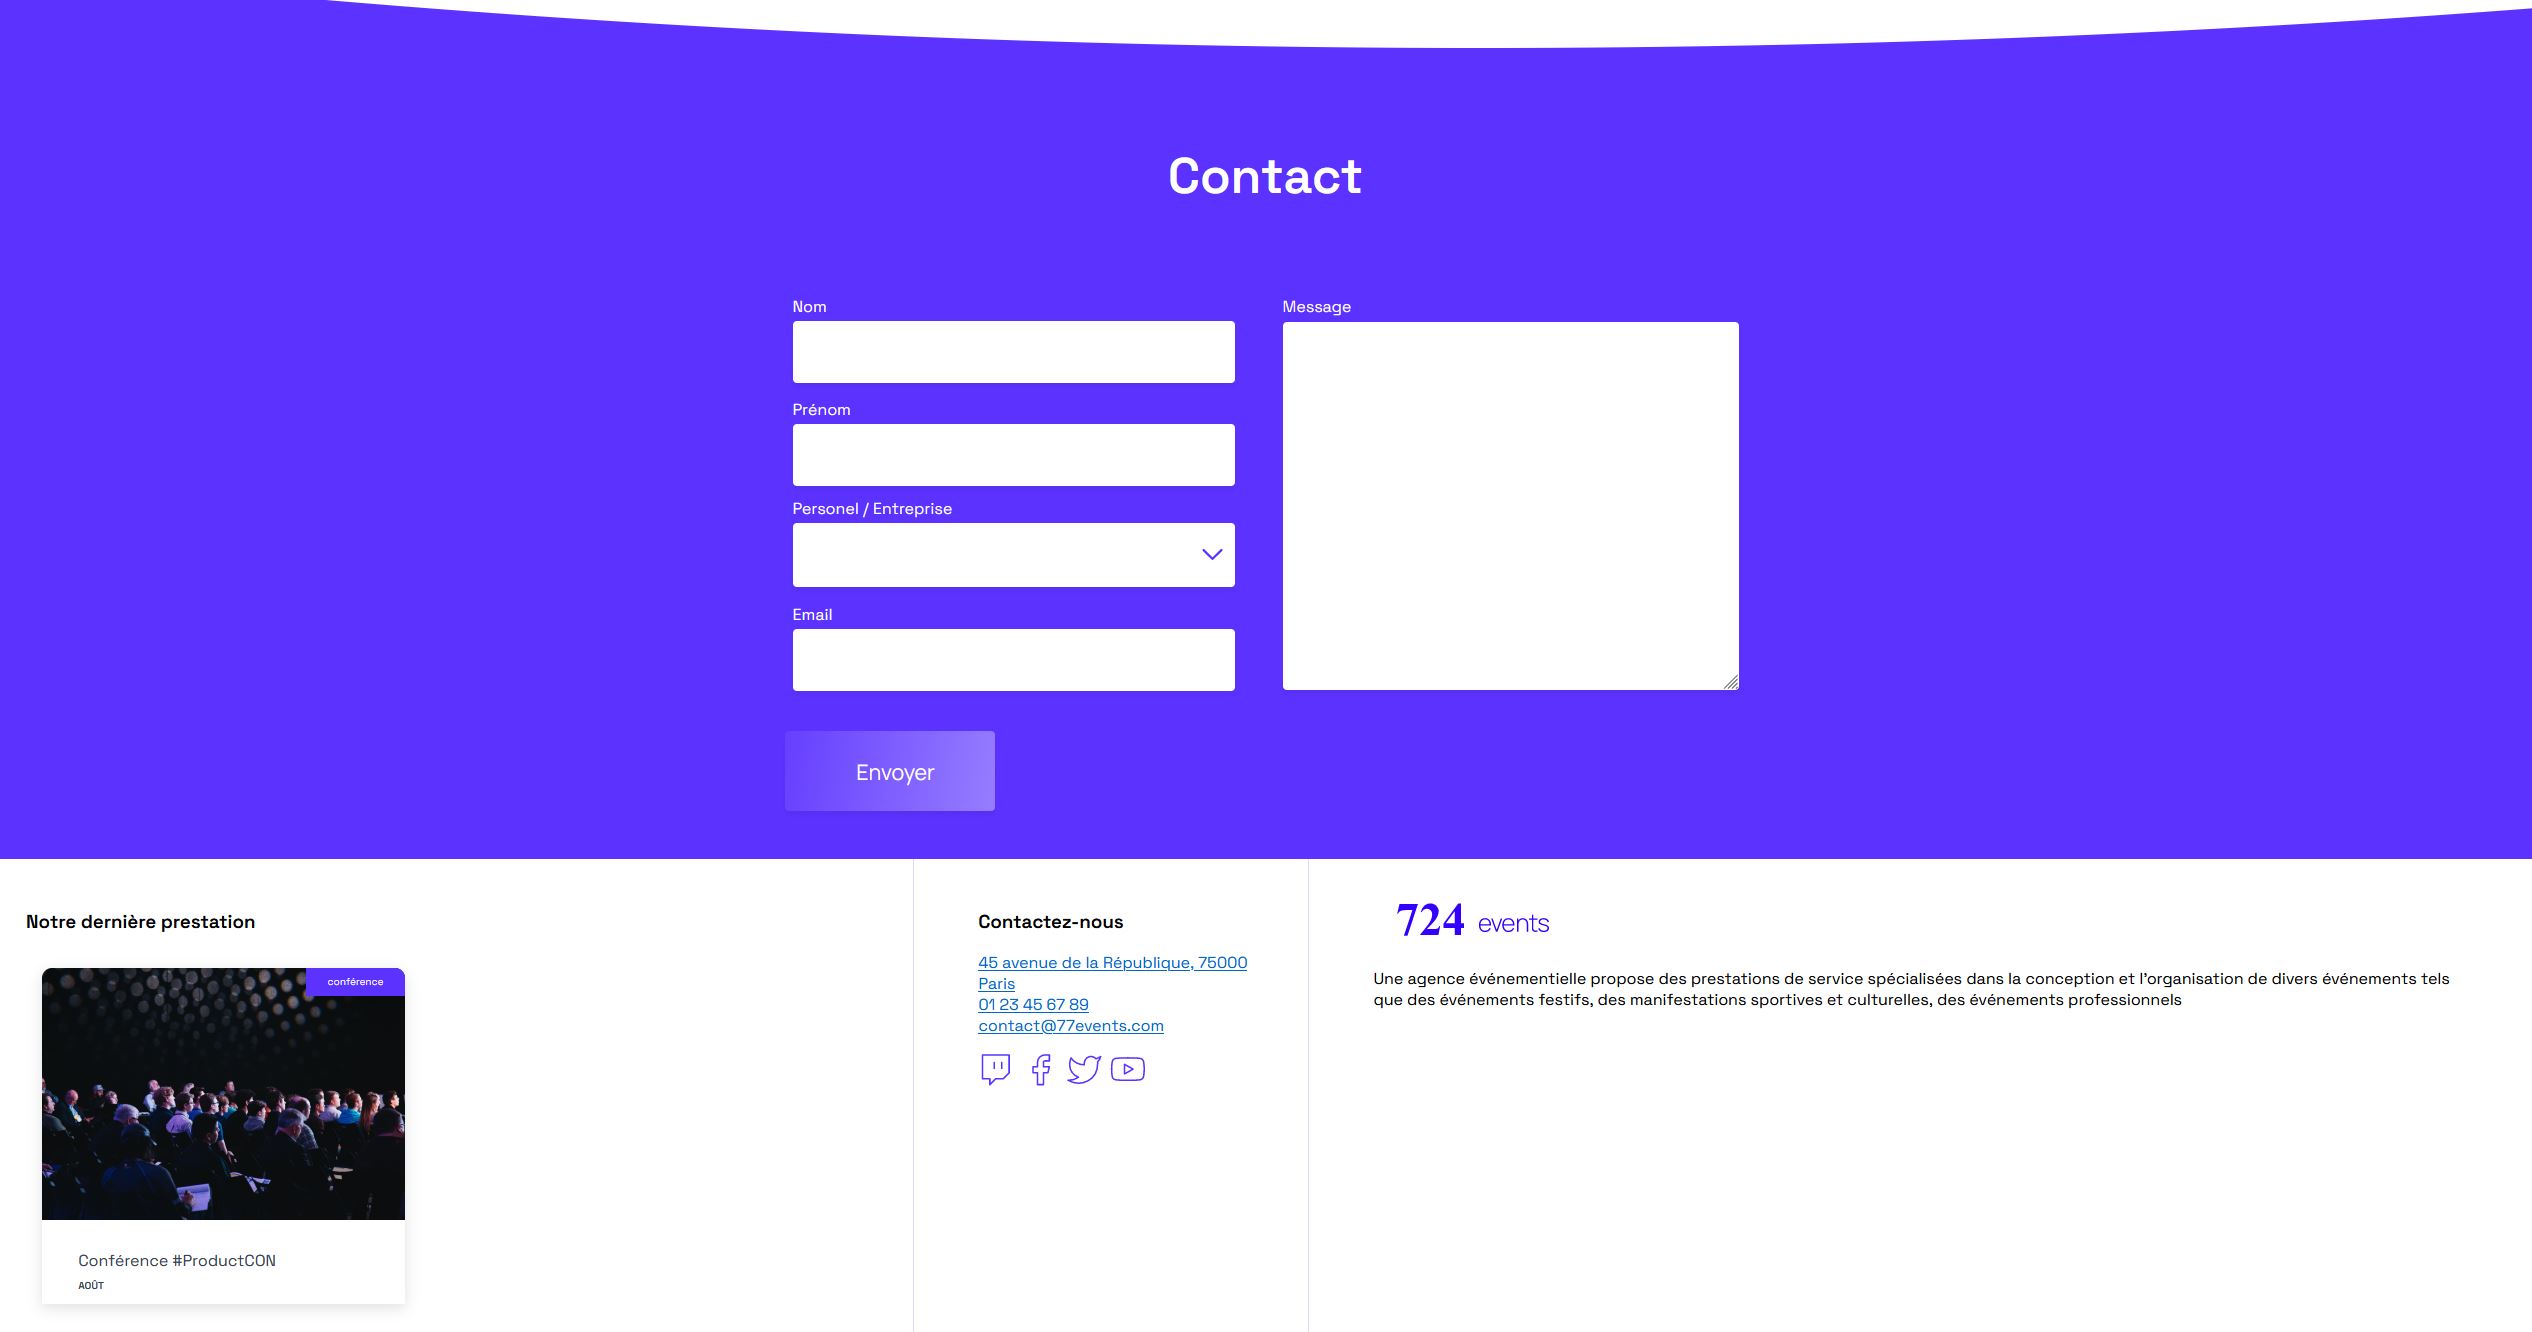 Contact
Nom
Prénom
Personel / Entreprise
Email
Message
Envoyer
Notre dernière prestation
conférence
Conférence #ProductCON
AOÛT
Contactez-nous
45 avenue de la République, 75000
Paris
01 23 45 67 89
contact@77events.com
724 events
Une agence événementielle propose des prestations de service spécialisées dans la conception et l'organisation de divers événements tels
que des événements festifs, des manifestations sportives et culturelles, des événements professionnels